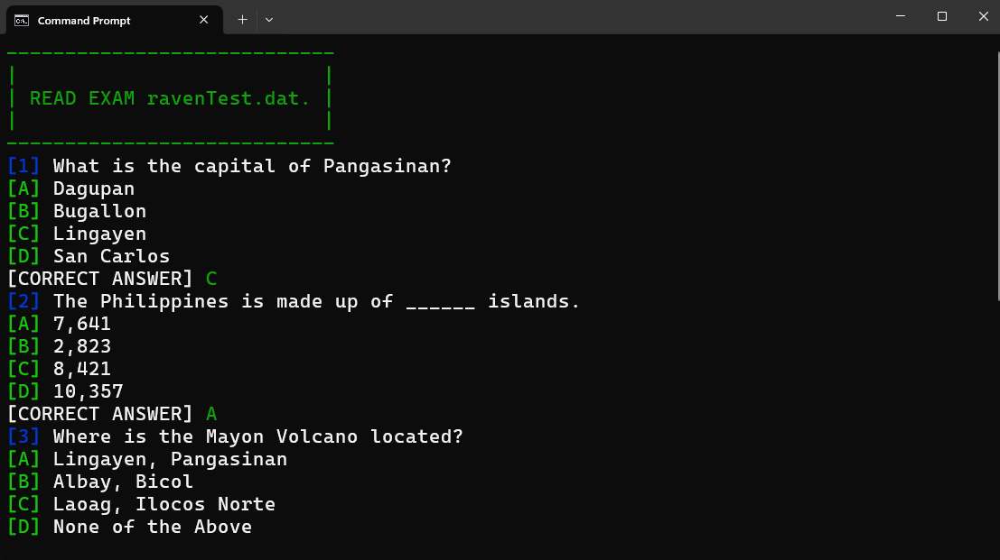 Command Prompt
READ EXAM ravenTest.dat.
[1] What is the capital of Pangasinan?
[A] Dagupan
[B] Bugallon
[C] Lingayen
[D] San Carlos
[CORRECT ANSWER] C
[2] The Philippines is made up of ______ islands.
[A] 7,641
[B] 2,823
[C] 8,421
[D] 10,357
[CORRECT ANSWER] A
[3] Where is the Mayon Volcano located?
[A] Lingayen, Pangasinan
[B] Albay, Bicol
[C] Laoag, Ilocos Norte
[D] None of the Above